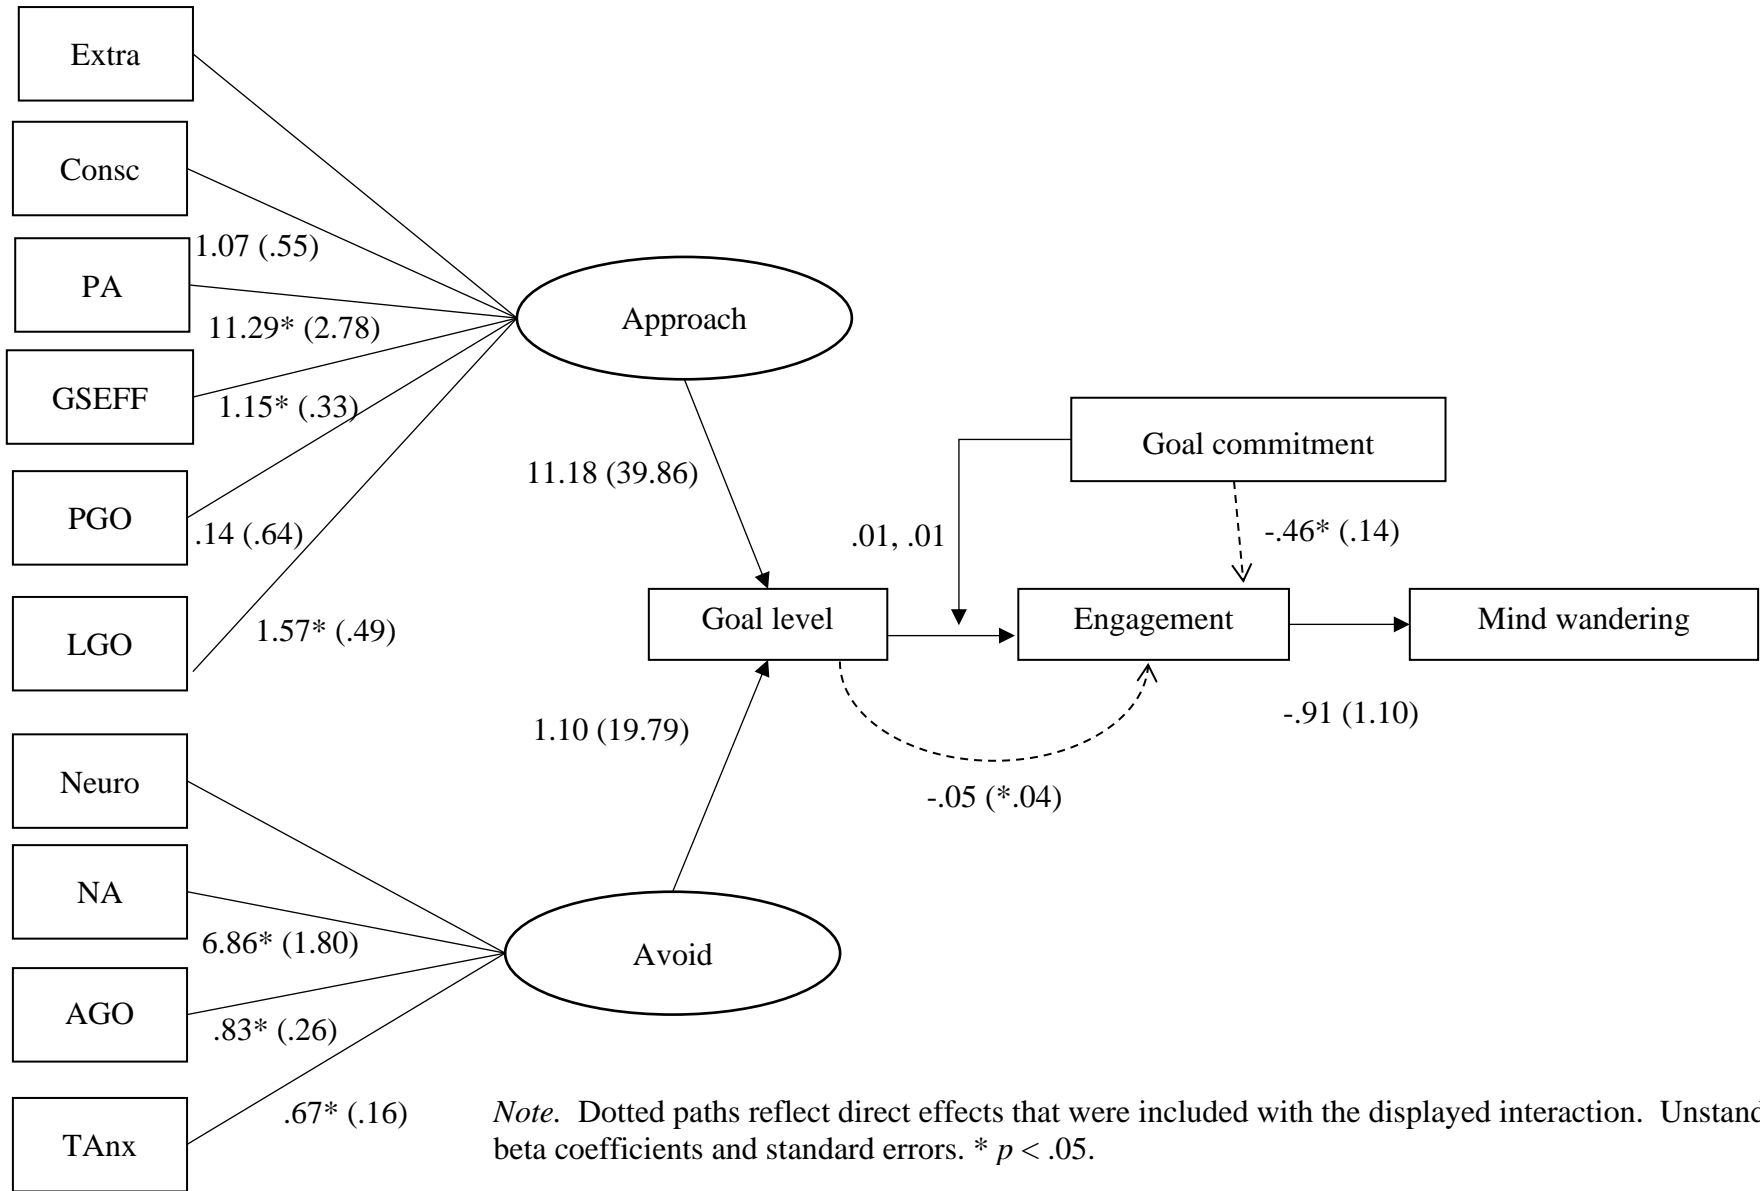 Extra
Consc
1.07 (.55)
PA
11.29* (2.78)
GSEFF
1.15* (.33)
PGO
.14 (.64)
LGO
1.57* (.49)
Approach
11.18 (39.86)
Goal commitment
.01, .01
-.46* (.14)
Goal level
Engagement
Mind wandering
-.91 (1.10)
1.10 (19.79)
-.05 (*.04)
Neuro
NA
6.86* (1.80)
Avoid
AGO
.83* (.26)
TAnx
.67* (.16)
Note. Dotted paths reflect direct effects that were included with the displayed interaction. Unstand
beta coefficients and standard errors. * p < .05.